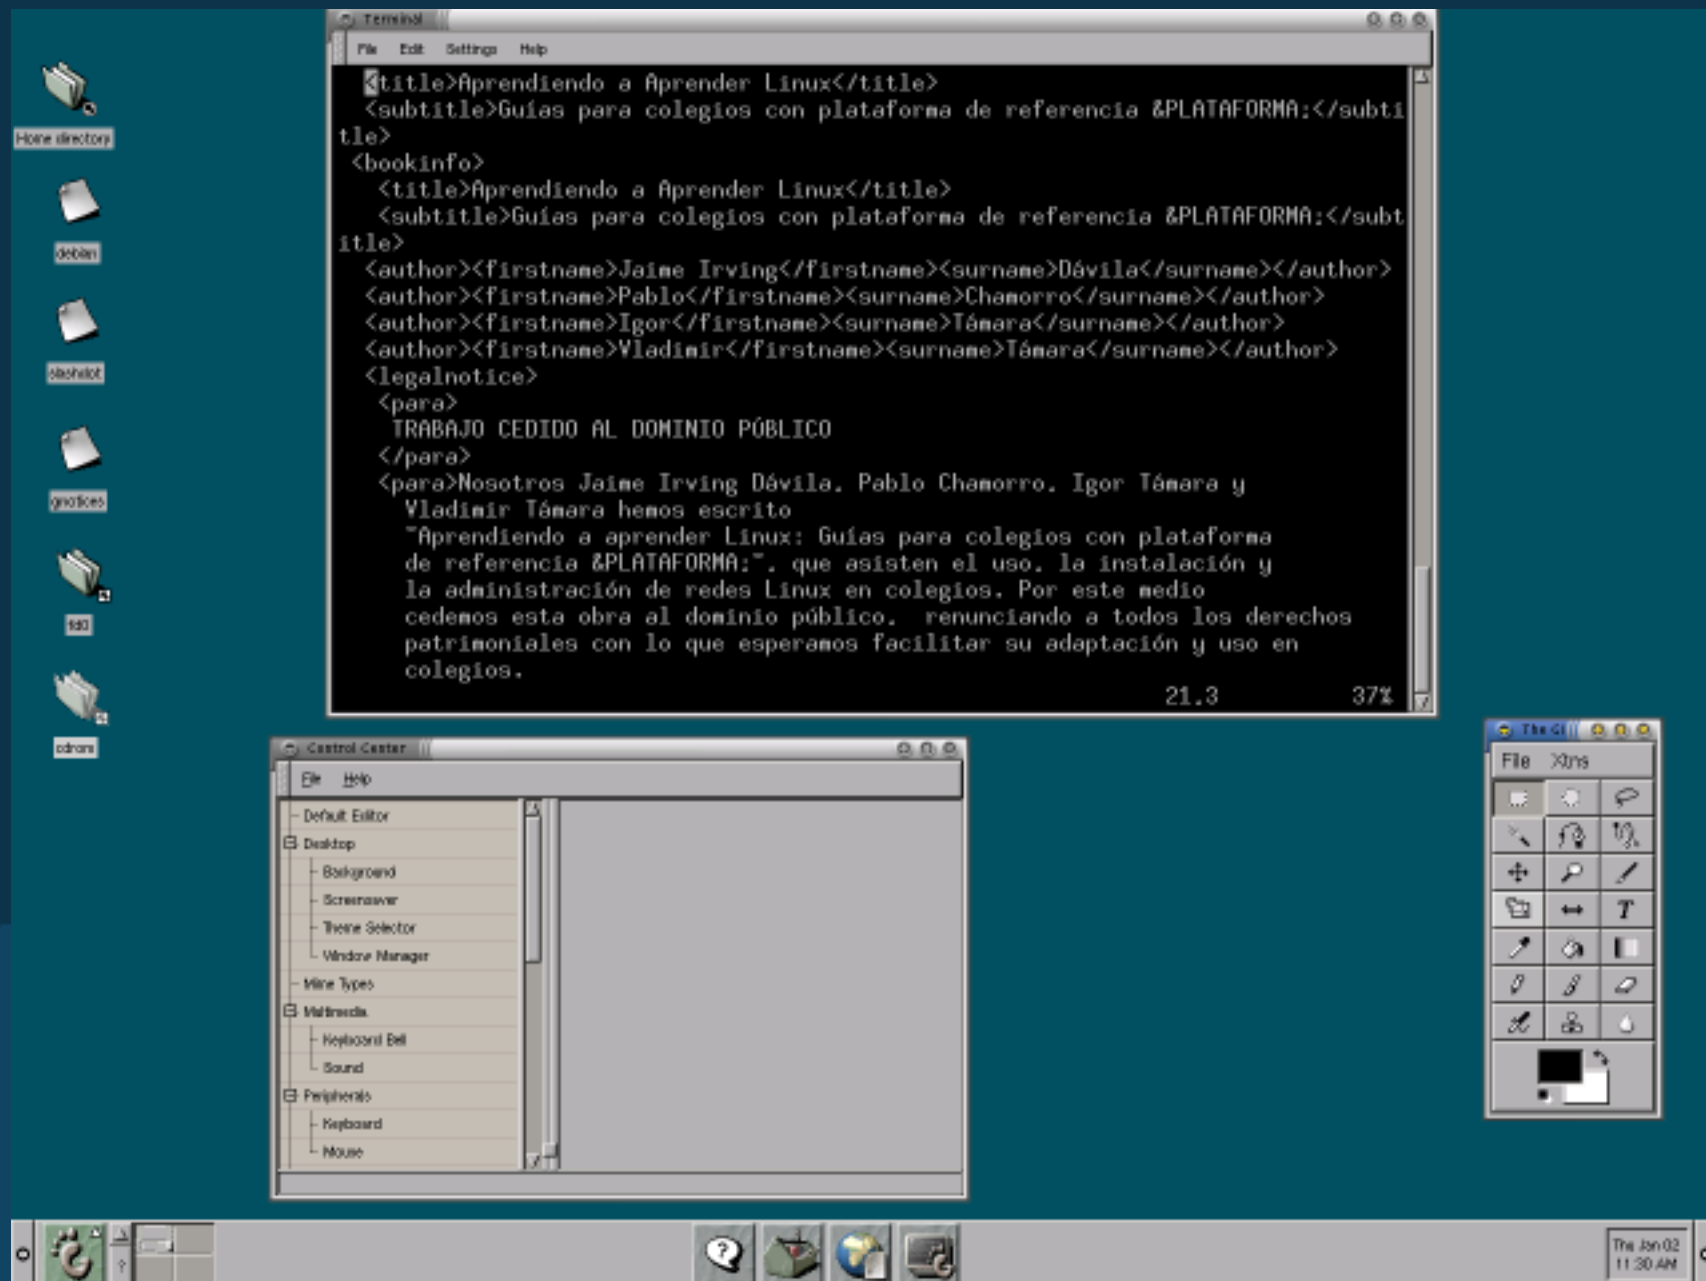 Terminal
File Edit Settings Help
<title>Aprendiendo a Aprender Linux</title>
<subtitle>Guías para colegios con plataforma de referencia &PLATAFORMA;</subti
tle>
<bookinfo>
<title>Aprendiendo a Aprender Linux</title>
<subtitle>Guías para colegios con plataforma de referencia &PLATAFORMA;</subt
itle>
<author><firstname>Jaime Irving</firstname><surname>Dávila</surname></author>
<author><firstname>Pablo</firstname><surname>Chamorro</surname></author>
<author><firstname>Igor</firstname><surname>Támara</surname></author>
<author><firstname>Vladimir</firstname><surname>Támara</surname></author>
<legalnotice>
<para>
TRABAJO CEDIDO AL DOMINIO PÚBLICO
</para>
<para>Nosotros Jaime Irving Dávila, Pablo Chamorro, Igor Támara y
Vladimir Támara hemos escrito
"Aprendiendo a aprender Linux: Guías para colegios con plataforma
de referencia &PLATAFORMA;", que asisten el uso, la instalación y
la administración de redes Linux en colegios. Por este medio
cedemos esta obra al dominio público,  renunciando a todos los derechos
patrimoniales con lo que esperamos facilitar su adaptación y uso en
colegios.
21,3 37%
Home directory
debian
slashdot
gnotices
fd0
cdrom
Control Center
File Help
Default Editor
Desktop
Background
Screensaver
Theme Selector
Window Manager
Mime Types
Multimedia
Keyboard Bell
Sound
Peripherals
Keyboard
Mouse
The GI
File Xtns
Thu Jan 02
11:30 AM